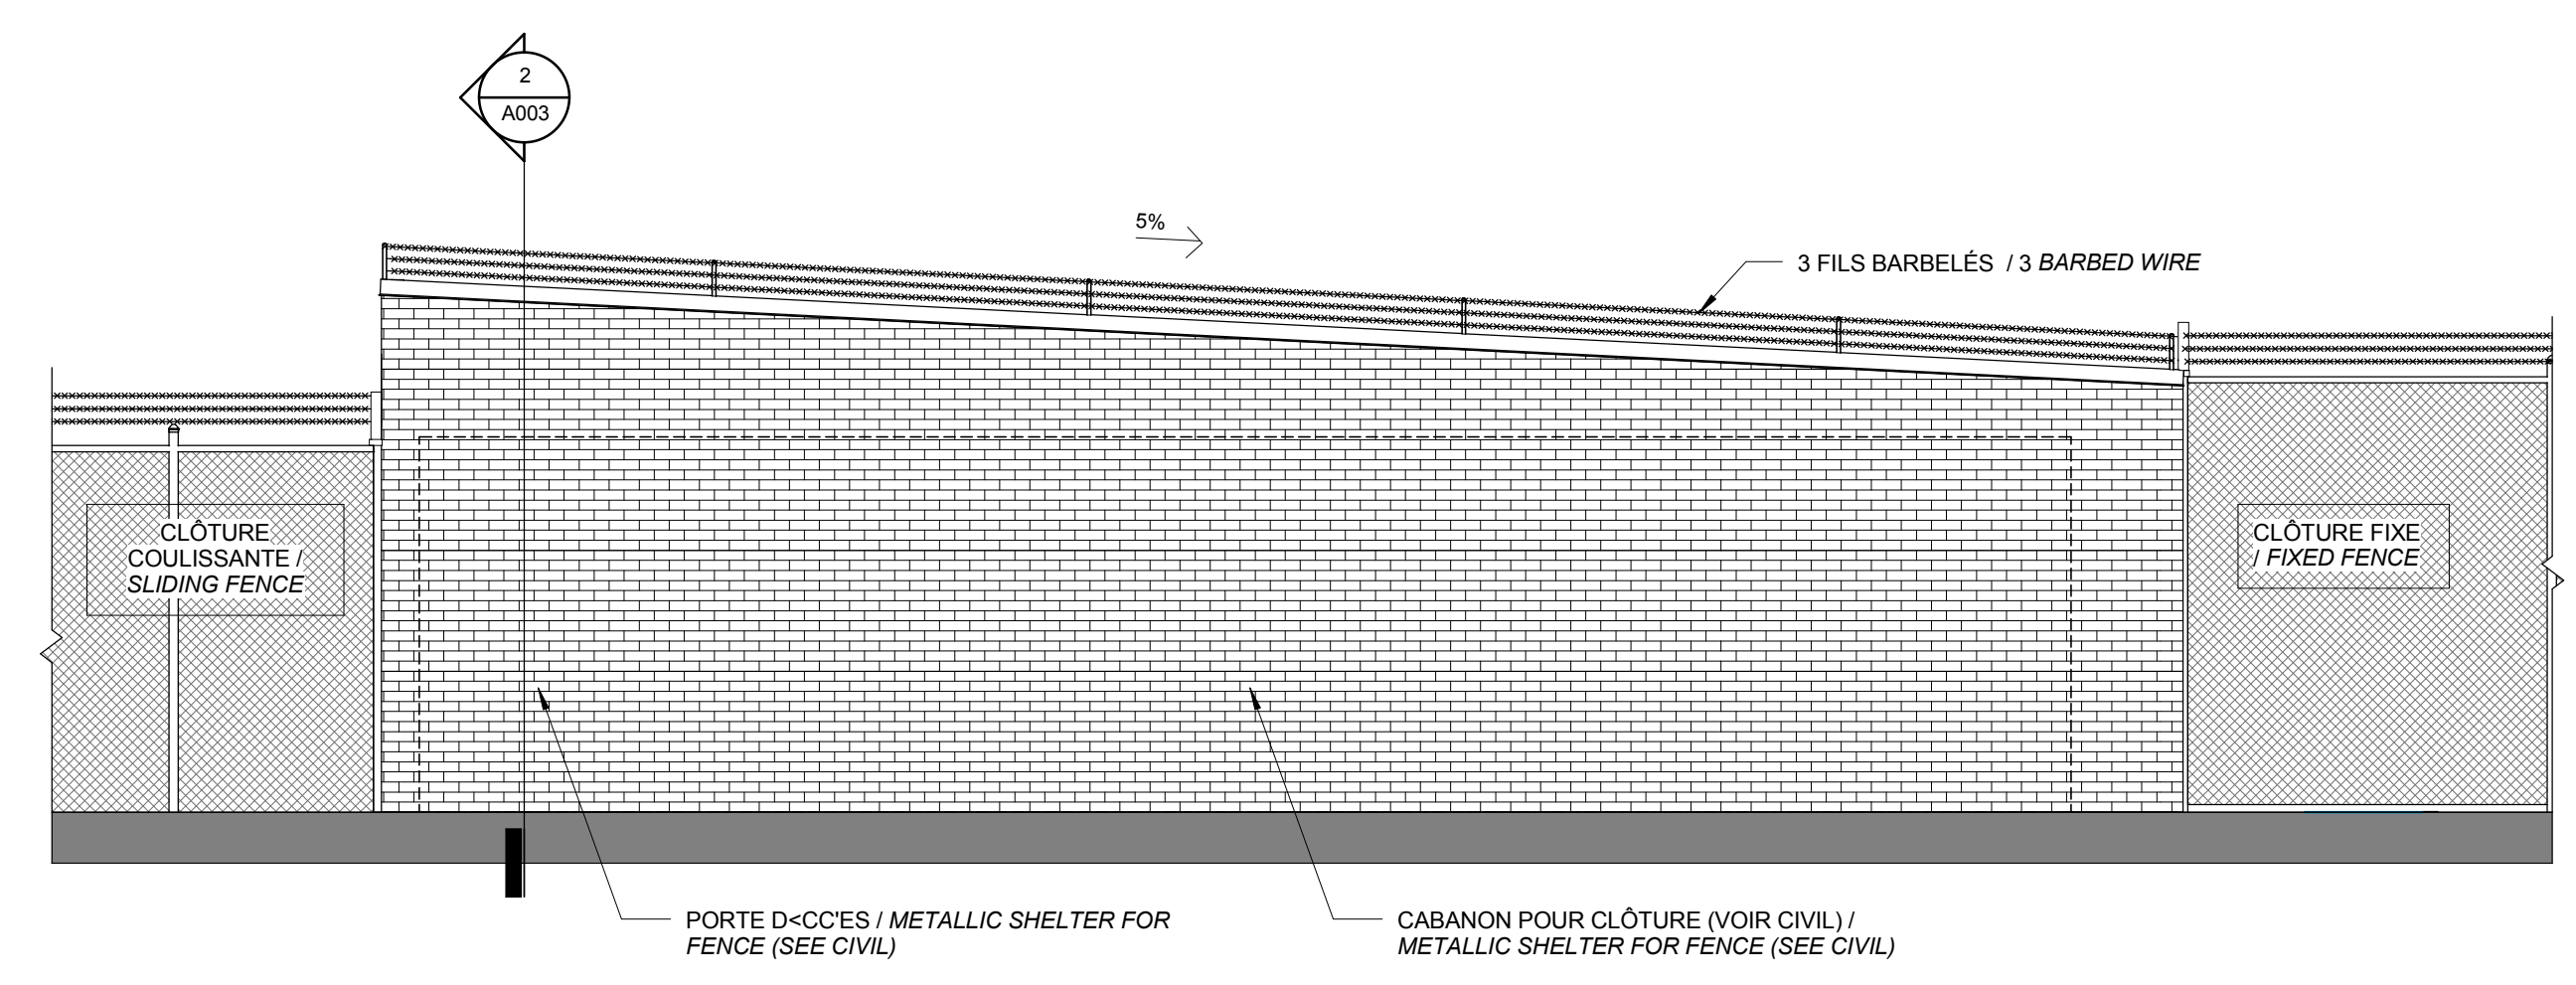 2
A003
5%
3 FILS BARBELÉS / 3 BARBED WIRE
CLÔTURE
COULISSANTE /
SLIDING FENCE
CLÔTURE FIXE
/ FIXED FENCE
PORTE D<CC'ES / METALLIC SHELTER FOR
FENCE (SEE CIVIL)
CABANON POUR CLÔTURE (VOIR CIVIL) /
METALLIC SHELTER FOR FENCE (SEE CIVIL)